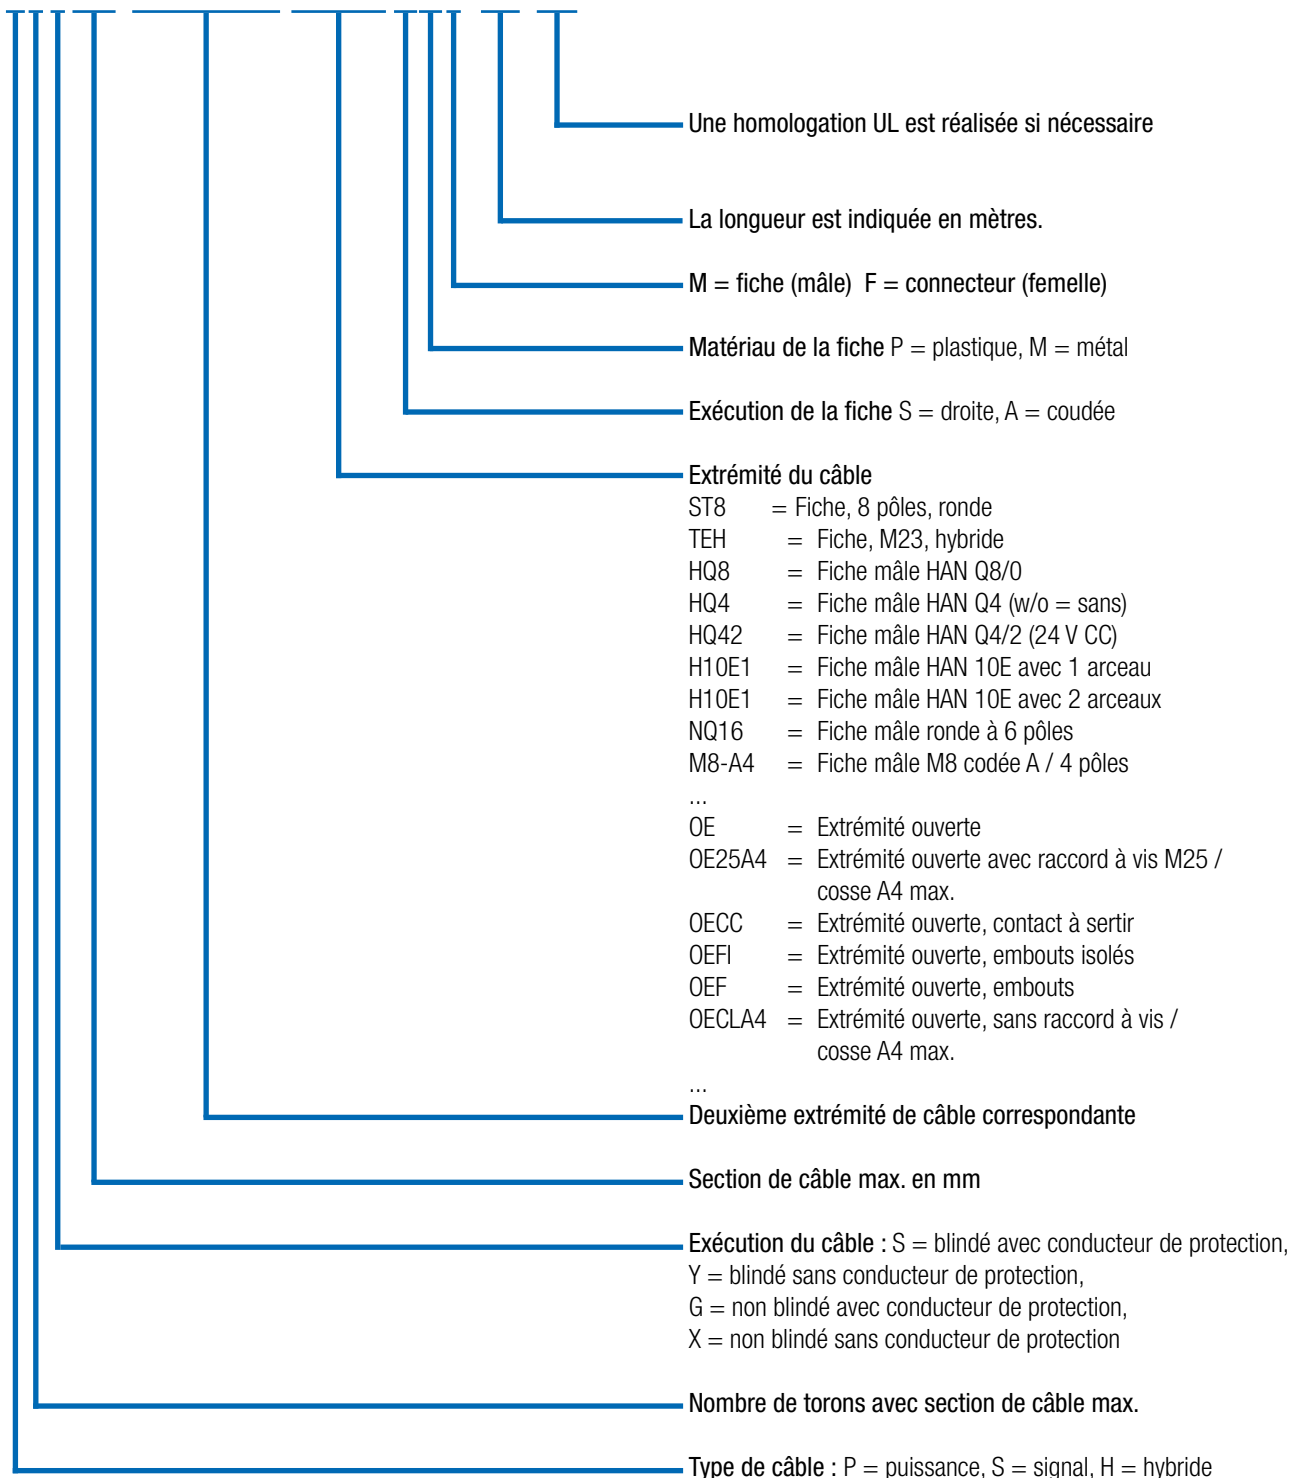 Une homologation UL est réalisée si nécessaire
La longueur est indiquée en mètres.
M = fiche (mâle) F = connecteur (femelle)
Matériau de la fiche P = plastique, M = métal
Exécution de la fiche S = droite, A = coudée
Extrémité du câble
ST8 = Fiche, 8 pôles, ronde
TEH = Fiche, M23, hybride
HQ8 = Fiche mâle HAN Q8/0
HQ4 = Fiche mâle HAN Q4 (w/o = sans)
HQ42 = Fiche mâle HAN Q4/2 (24 V CC)
H10E1 = Fiche mâle HAN 10E avec 1 arceau
H10E1 = Fiche mâle HAN 10E avec 2 arceaux
NQ16 = Fiche mâle ronde à 6 pôles
M8-A4 = Fiche mâle M8 codée A / 4 pôles
...
OE = Extrémité ouverte
OE25A4 = Extrémité ouverte avec raccord à vis M25 /
cosse A4 max.
OECC = Extrémité ouverte, contact à sertir
OEFI = Extrémité ouverte, embouts isolés
OEF = Extrémité ouverte, embouts
OECLA4 = Extrémité ouverte, sans raccord à vis /
cosse A4 max.
...
Deuxième extrémité de câble correspondante
Section de câble max. en mm
Exécution du câble : S = blindé avec conducteur de protection,
Y = blindé sans conducteur de protection,
G = non blindé avec conducteur de protection,
X = non blindé sans conducteur de protection
Nombre de torons avec section de câble max.
Type de câble : P = puissance, S = signal, H = hybride